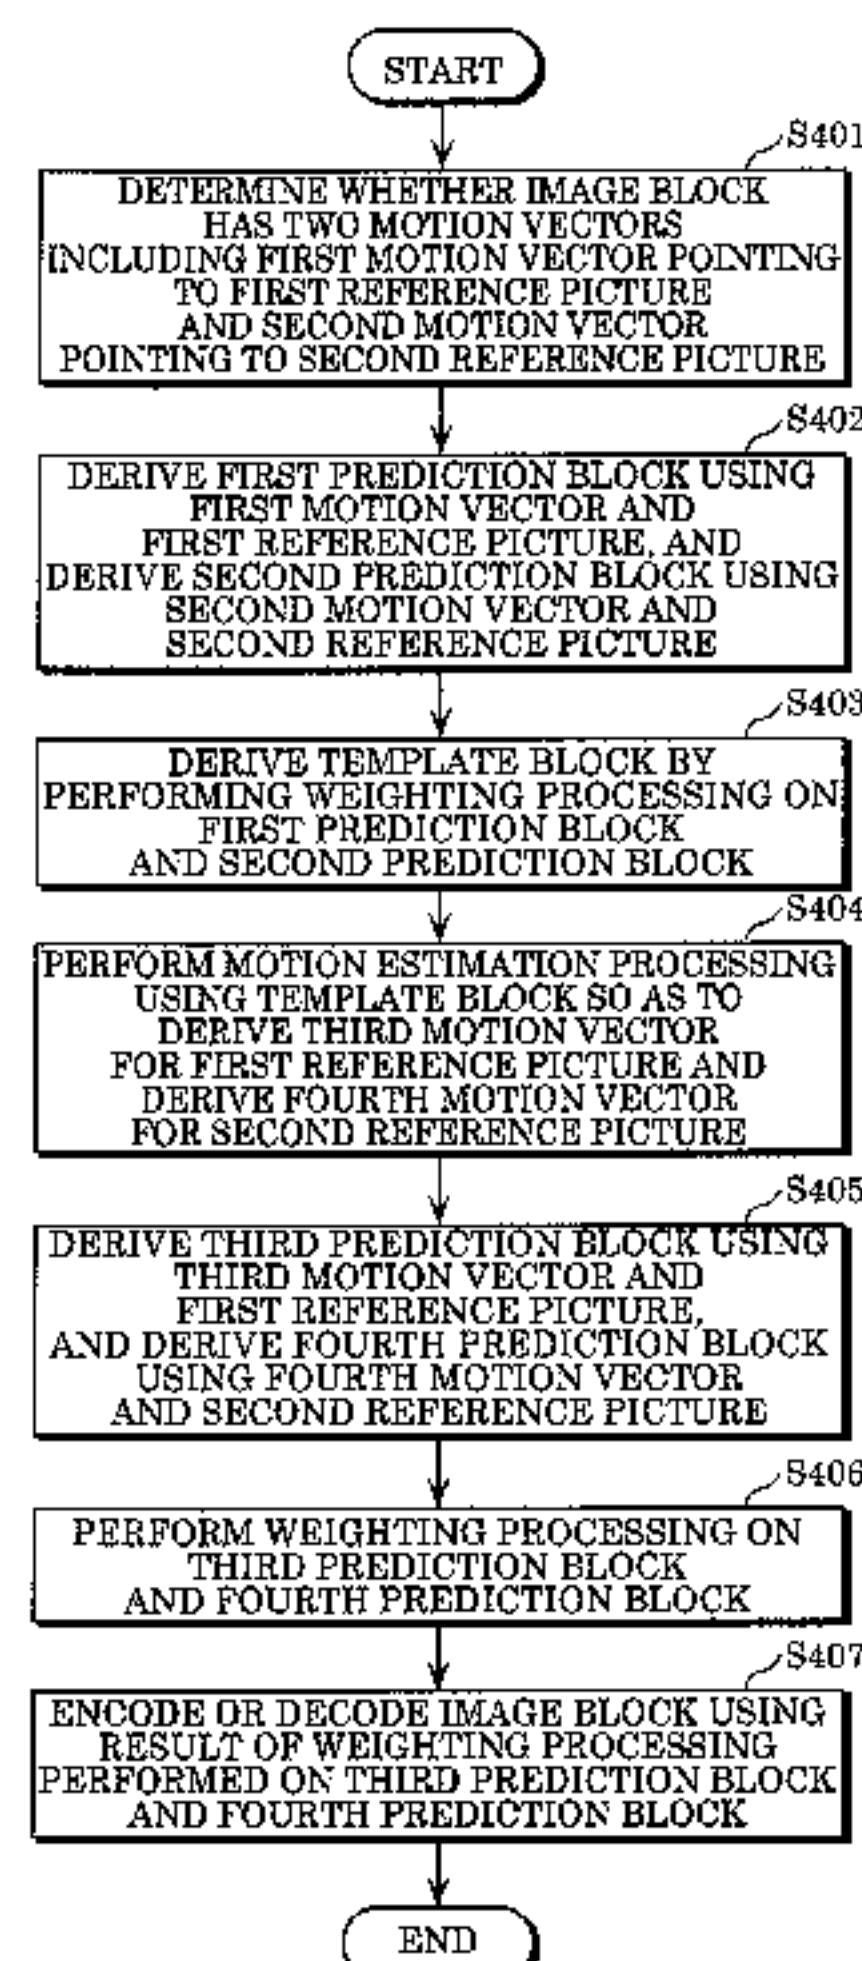 START
S401
DETERMINE WHETHER IMAGE BLOCK
HAS TWO MOTION VECTORS
INCLUDING FIRST MOTION VECTOR POINTING
TO FIRST REFERENCE PICTURE
AND SECOND MOTION VECTOR
POINTING TO SECOND REFERENCE PICTURE
S402
DERIVE FIRST PREDICTION BLOCK USING
FIRST MOTION VECTOR AND
FIRST REFERENCE PICTURE, AND
DERIVE SECOND PREDICTION BLOCK USING
SECOND MOTION VECTOR AND
SECOND REFERENCE PICTURE
S403
DERIVE TEMPLATE BLOCK BY
PERFORMING WEIGHTING PROCESSING ON
FIRST PREDICTION BLOCK
AND SECOND PREDICTION BLOCK
S404
PERFORM MOTION ESTIMATION PROCESSING
USING TEMPLATE BLOCK SO AS TO
DERIVE THIRD MOTION VECTOR
FOR FIRST REFERENCE PICTURE AND
DERIVE FOURTH MOTION VECTOR
FOR SECOND REFERENCE PICTURE
S405
DERIVE THIRD PREDICTION BLOCK USING
THIRD MOTION VECTOR AND
FIRST REFERENCE PICTURE,
AND DERIVE FOURTH PREDICTION BLOCK
USING FOURTH MOTION VECTOR
AND SECOND REFERENCE PICTURE
S406
PERFORM WEIGHTING PROCESSING ON
THIRD PREDICTION BLOCK
AND FOURTH PREDICTION BLOCK
S407
ENCODE OR DECODE IMAGE BLOCK USING
RESULT OF WEIGHTING PROCESSING
PERFORMED ON THIRD PREDICTION BLOCK
AND FOURTH PREDICTION BLOCK
END